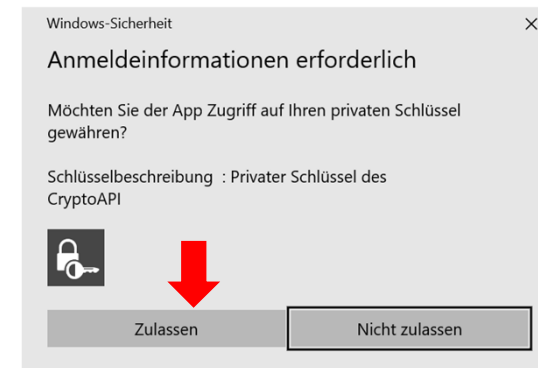 Windows-Sicherheit
Anmeldeinformationen erforderlich
Möchten Sie der App Zugriff auf Ihren privaten Schlüssel
gewähren?
Schlüsselbeschreibung : Privater Schlüssel des
CryptoAPI
Zulassen
Nicht zulassen